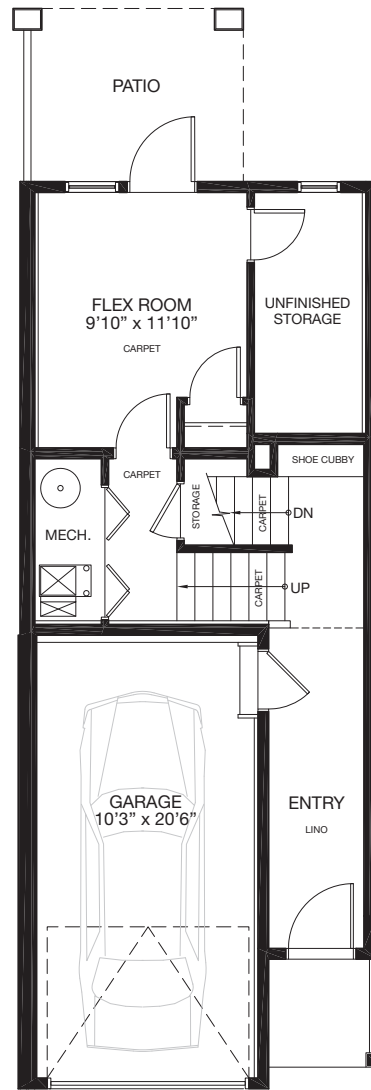 PATIO
FLEX ROOM
9'10” x 11'10”
CARPET
UNFINISHED
STORAGE
CARPET
SHOE CUBBY
STORAGE
CARPET
DN
MECH.
CARPET
UP
GARAGE
10'3” x 20'6”
ENTRY
LINO